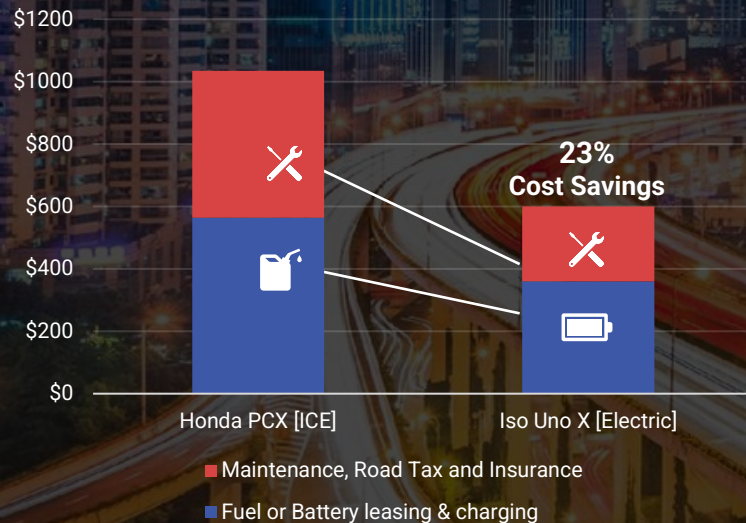 $1200
$1000
$800
$600
$400
$200
$0
23%
Cost Savings
Honda PCX [ICE]
Iso Uno X [Electric]
Maintenance, Road Tax and Insurance
Fuel or Battery leasing & charging